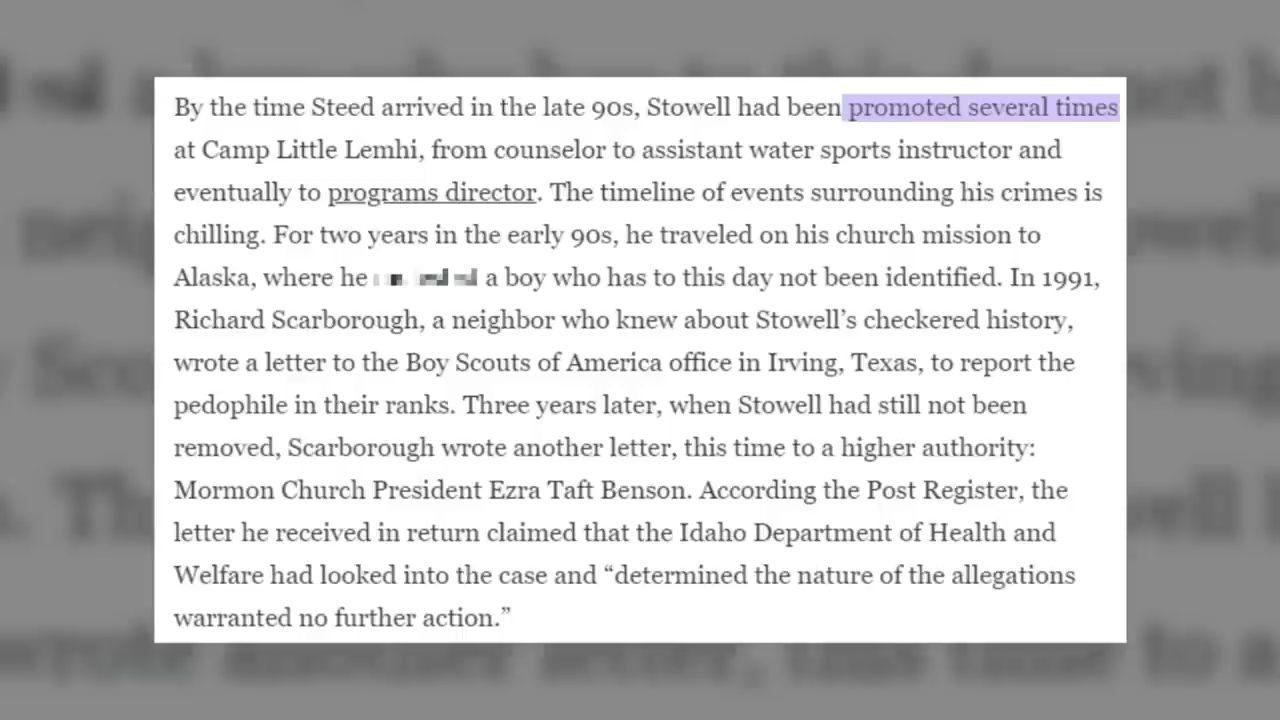 By the time Steed arrived in the late 90s, Stowell had been promoted several times
at Camp Little Lemhi, from counselor to assistant water sports instructor and
eventually to programs director. The timeline of events surrounding his crimes is
chilling. For two years in the early 90s, he traveled on his church mission to
Alaska, where he a boy who has to this day not been identified. In 1991,
Richard Scarborough, a neighbor who knew about Stowell’s checkered history,
wrote a letter to the Boy Scouts of America office in Irving, Texas, to report the
pedophile in their ranks. Three years later, when Stowell had still not been
removed, Scarborough wrote another letter, this time to a higher authority:
Mormon Church President Ezra Taft Benson. According the Post Register, the
letter he received in return claimed that the Idaho Department of Health and
Welfare had looked into the case and “determined the nature of the allegations
warranted no further action.”